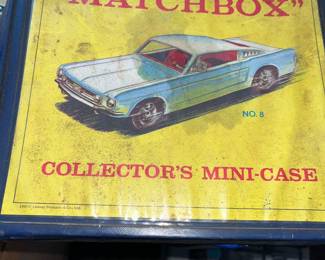 "MATCHBOX"
NO. 8
COLLECTOR'S MINI-CASE